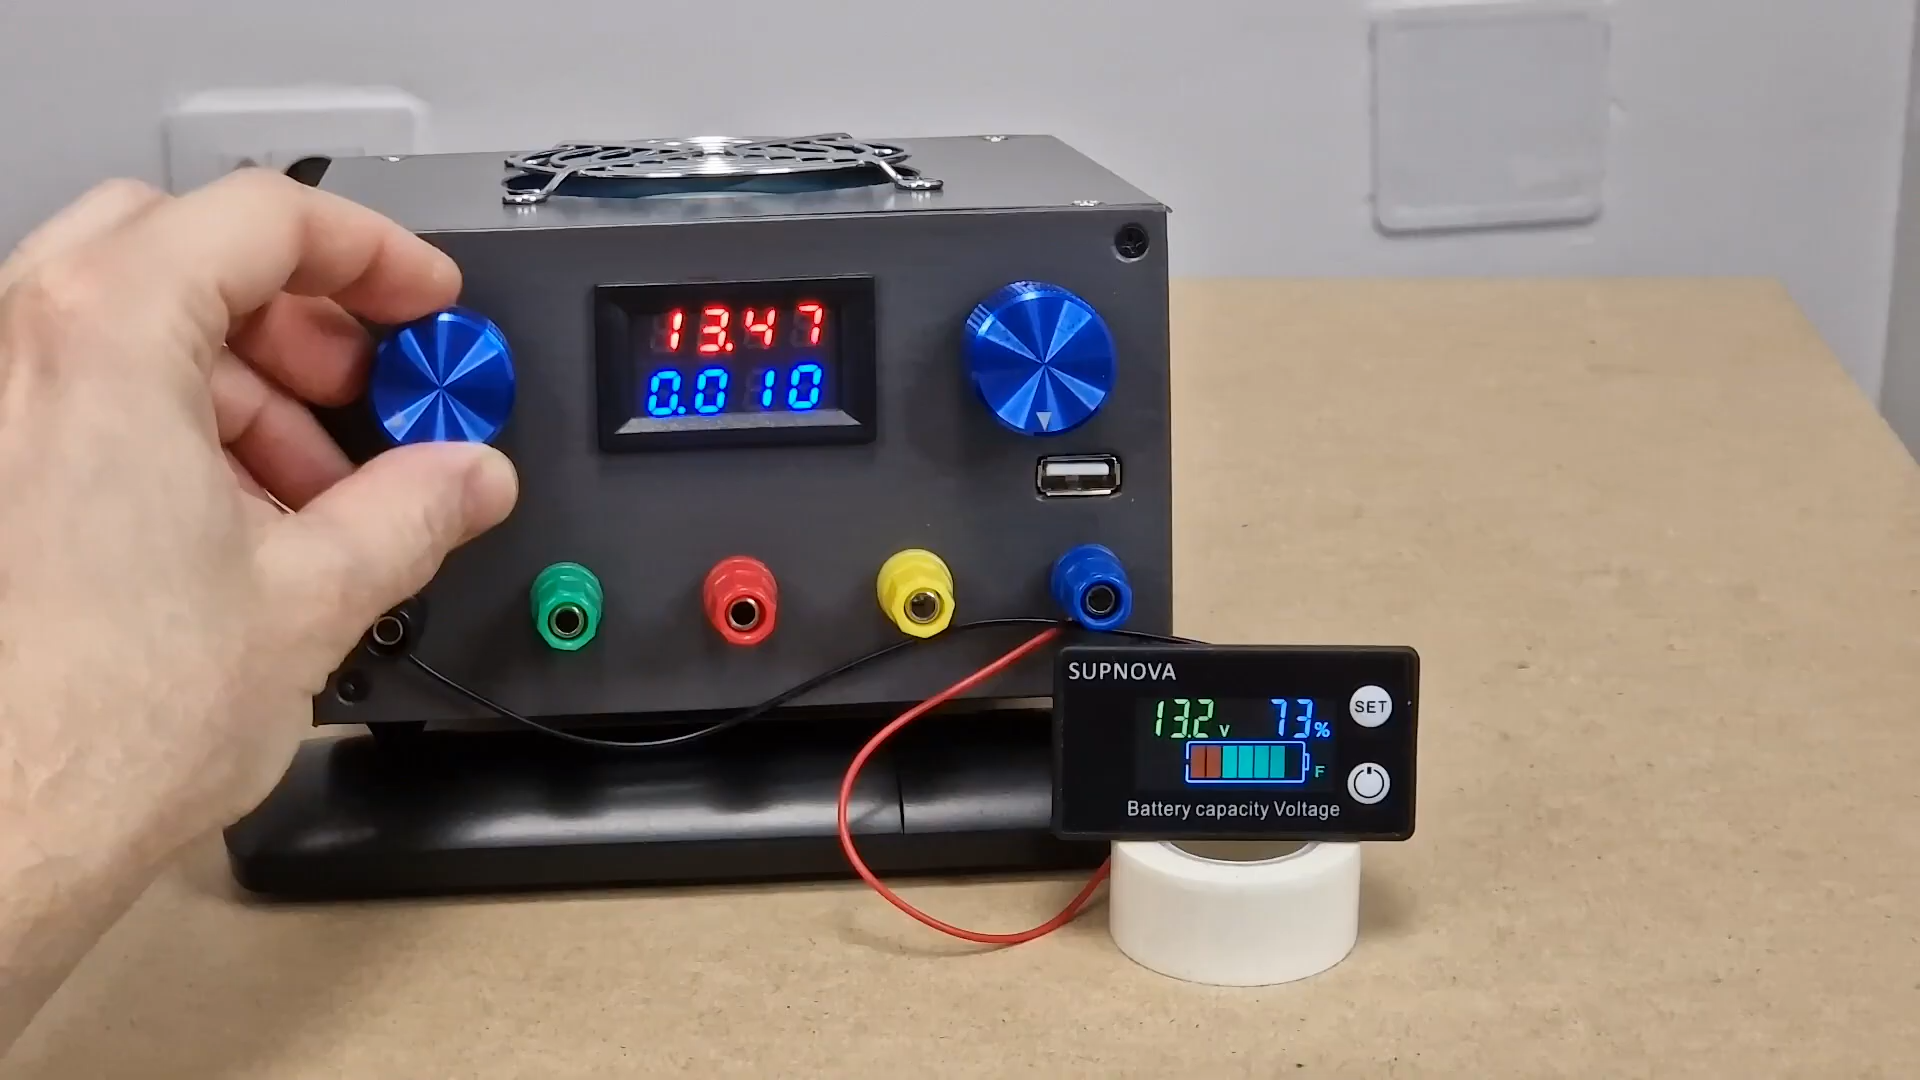 13.47
0.010
SUPNOVA
13.2 V 73%
SET
F
Battery capacity Voltage